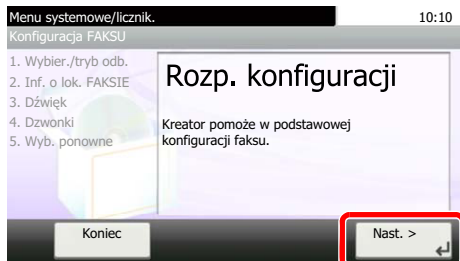 Menu systemowe/licznik.
10:10
Konfiguracja FAKSU
1. Wybier./tryb odb.
2. Inf. o lok. FAKSIE
3. Dźwięk
4. Dzwonki
5. Wyb. ponowne
Rozp. konfiguracji
Kreator pomoże w podstawowej
konfiguracji faksu.
Koniec
Nast. >